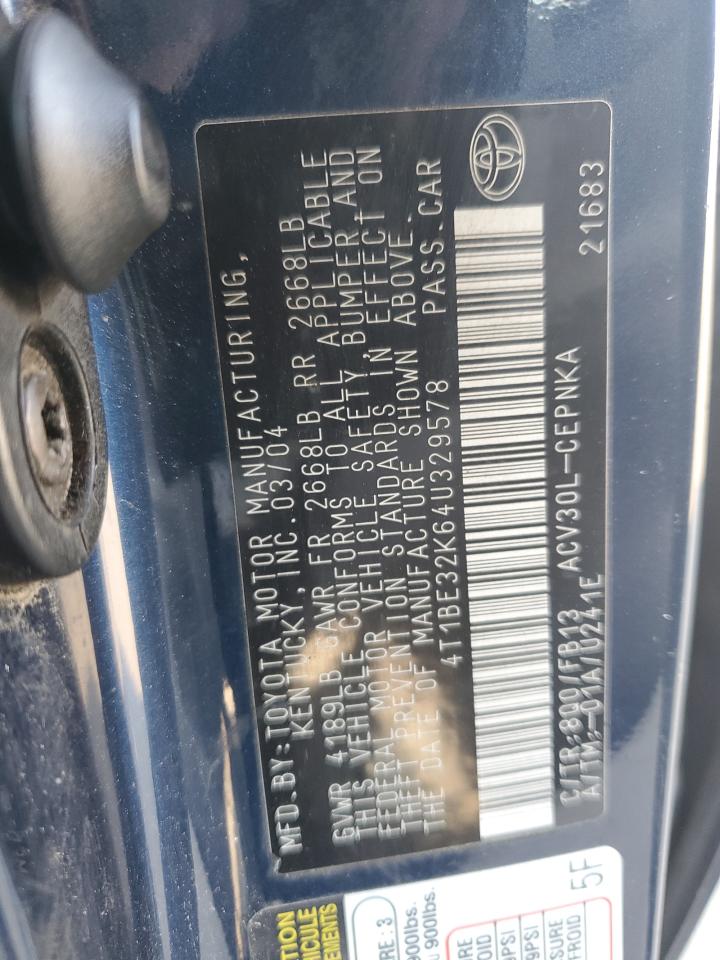 MFD. BY: TOYOTA MOTOR MANUFACTURING,
KENTUCKY, INC. 03/04
GVWR 4189LB GAWR FR 2668LB RR 2668LB
THIS VEHICLE CONFORMS TO ALL APPLICABLE
FEDERAL MOTOR VEHICLE SAFETY, BUMPER AND
THEFT PREVENTION STANDARDS IN EFFECT ON
THE DATE OF MANUFACTURE SHOWN ABOVE.
4T1BE32K64U329578 PASS.CAR
C/TR: 8Q0/FB13 ACV30L-CEPNKA 21683
A/TM: -01A/U241E
5F